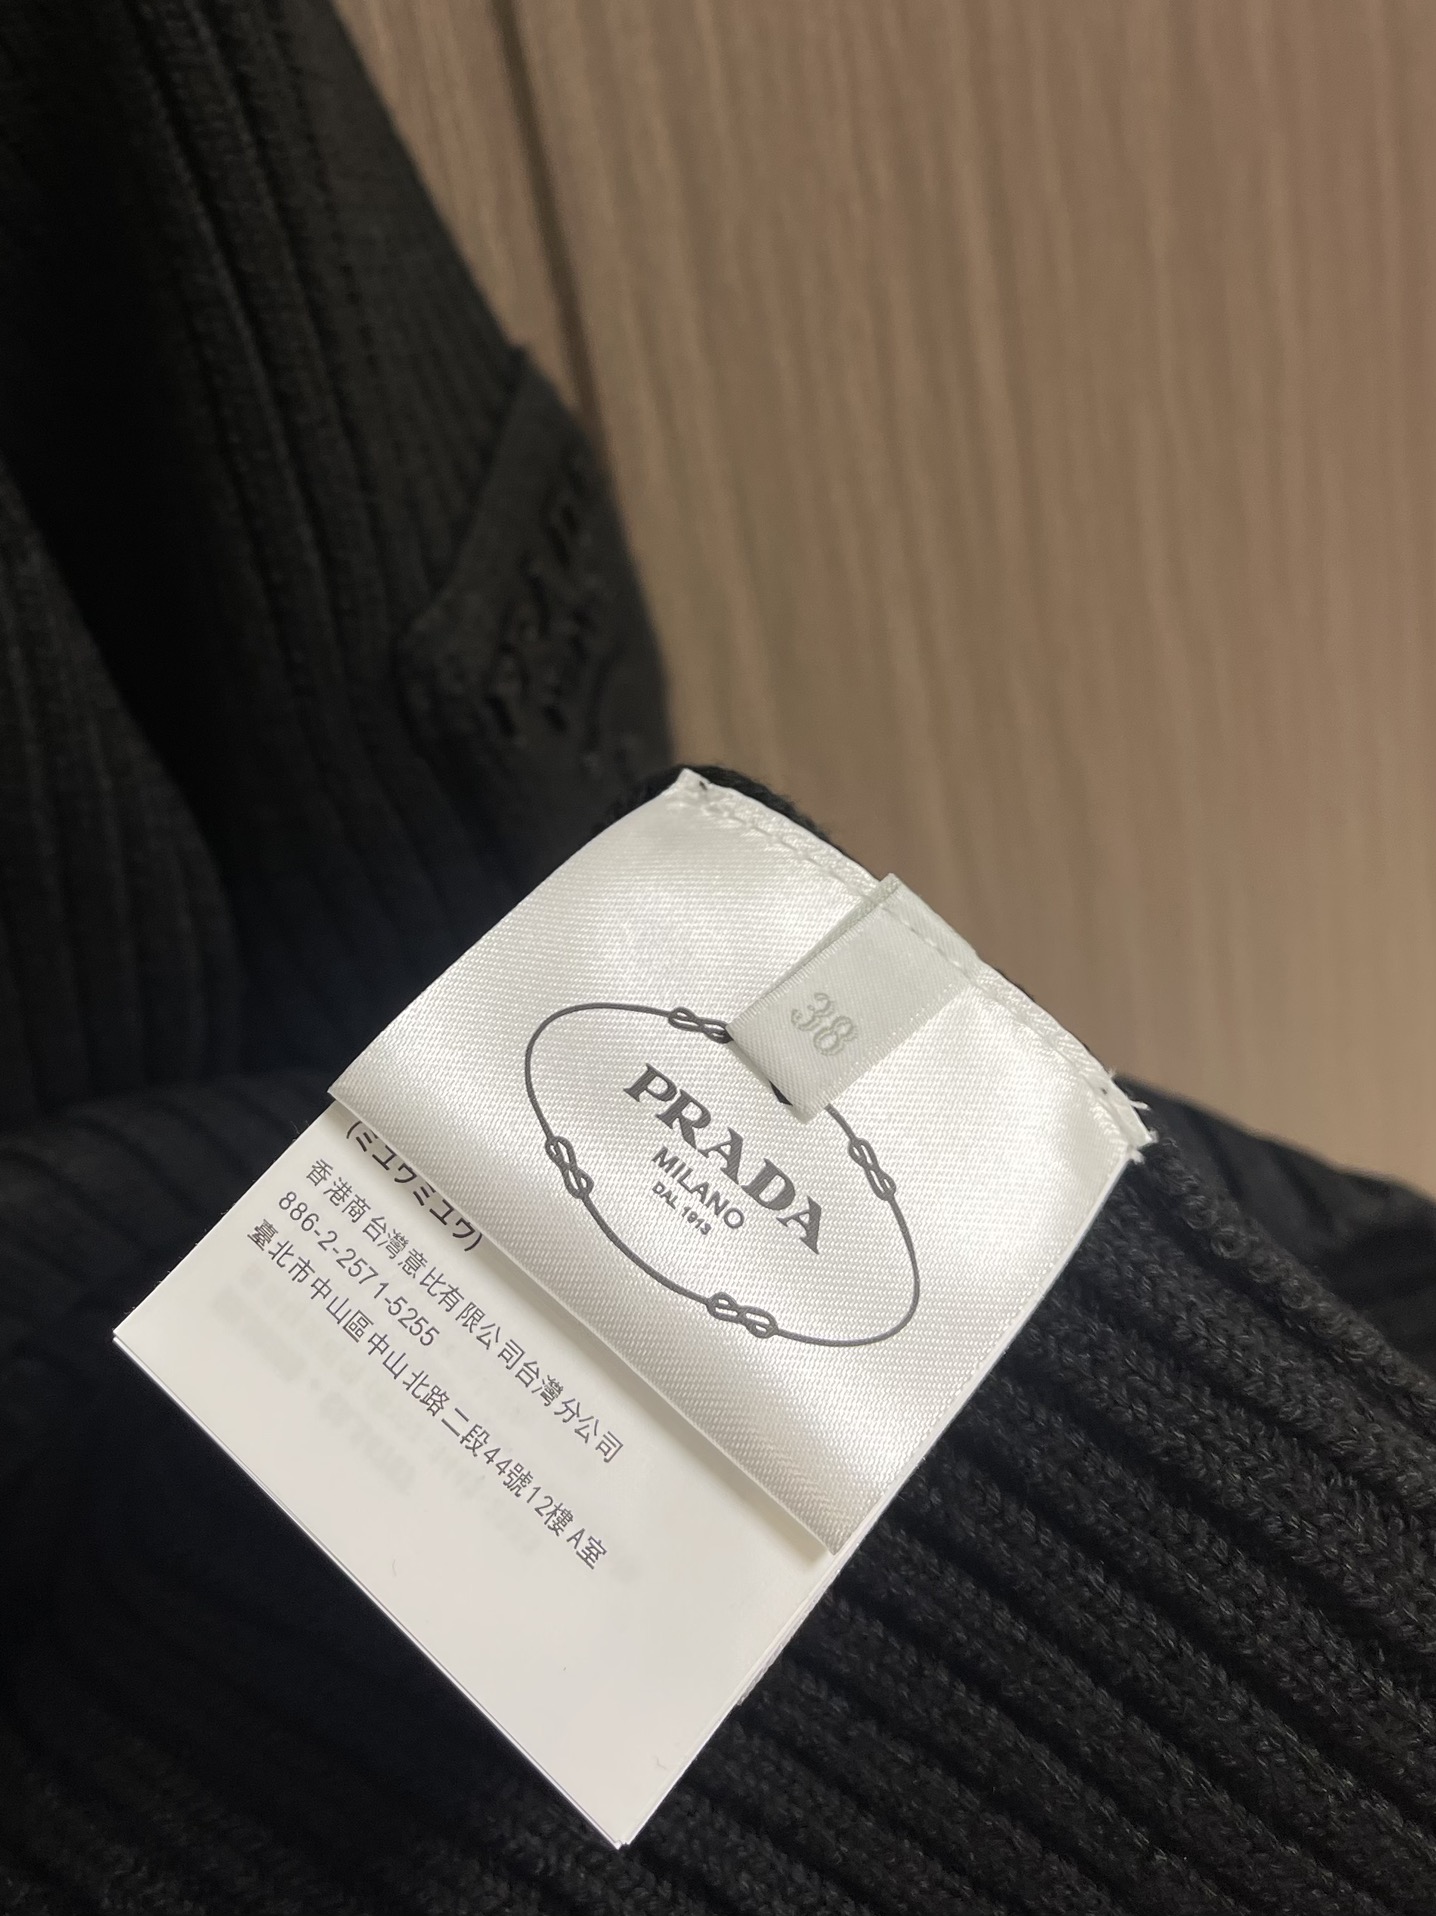 38
PRADA
MILANO
DAL 1913
(ミュウミュウ)
香港商台灣意比有限公司台灣分公司
886-2-2571-5255
臺北市中山區中山北路二段44號12樓A室